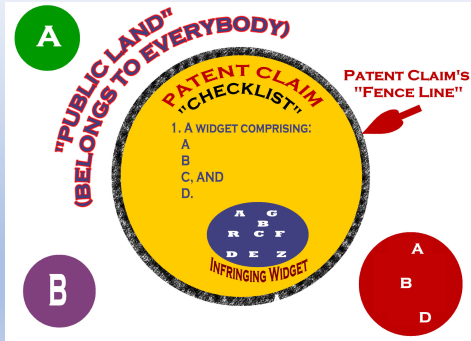 A
"PUBLIC LAND"
(BELONGS TO EVERYBODY)
PATENT CLAIM
"CHECKLIST"
PATENT CLAIM'S
"FENCE LINE"
1. A WIDGET COMPRISING:
A
B
C, AND
D.
A G
B
R C F
D E Z
INFRINGING WIDGET
B
A
B
D